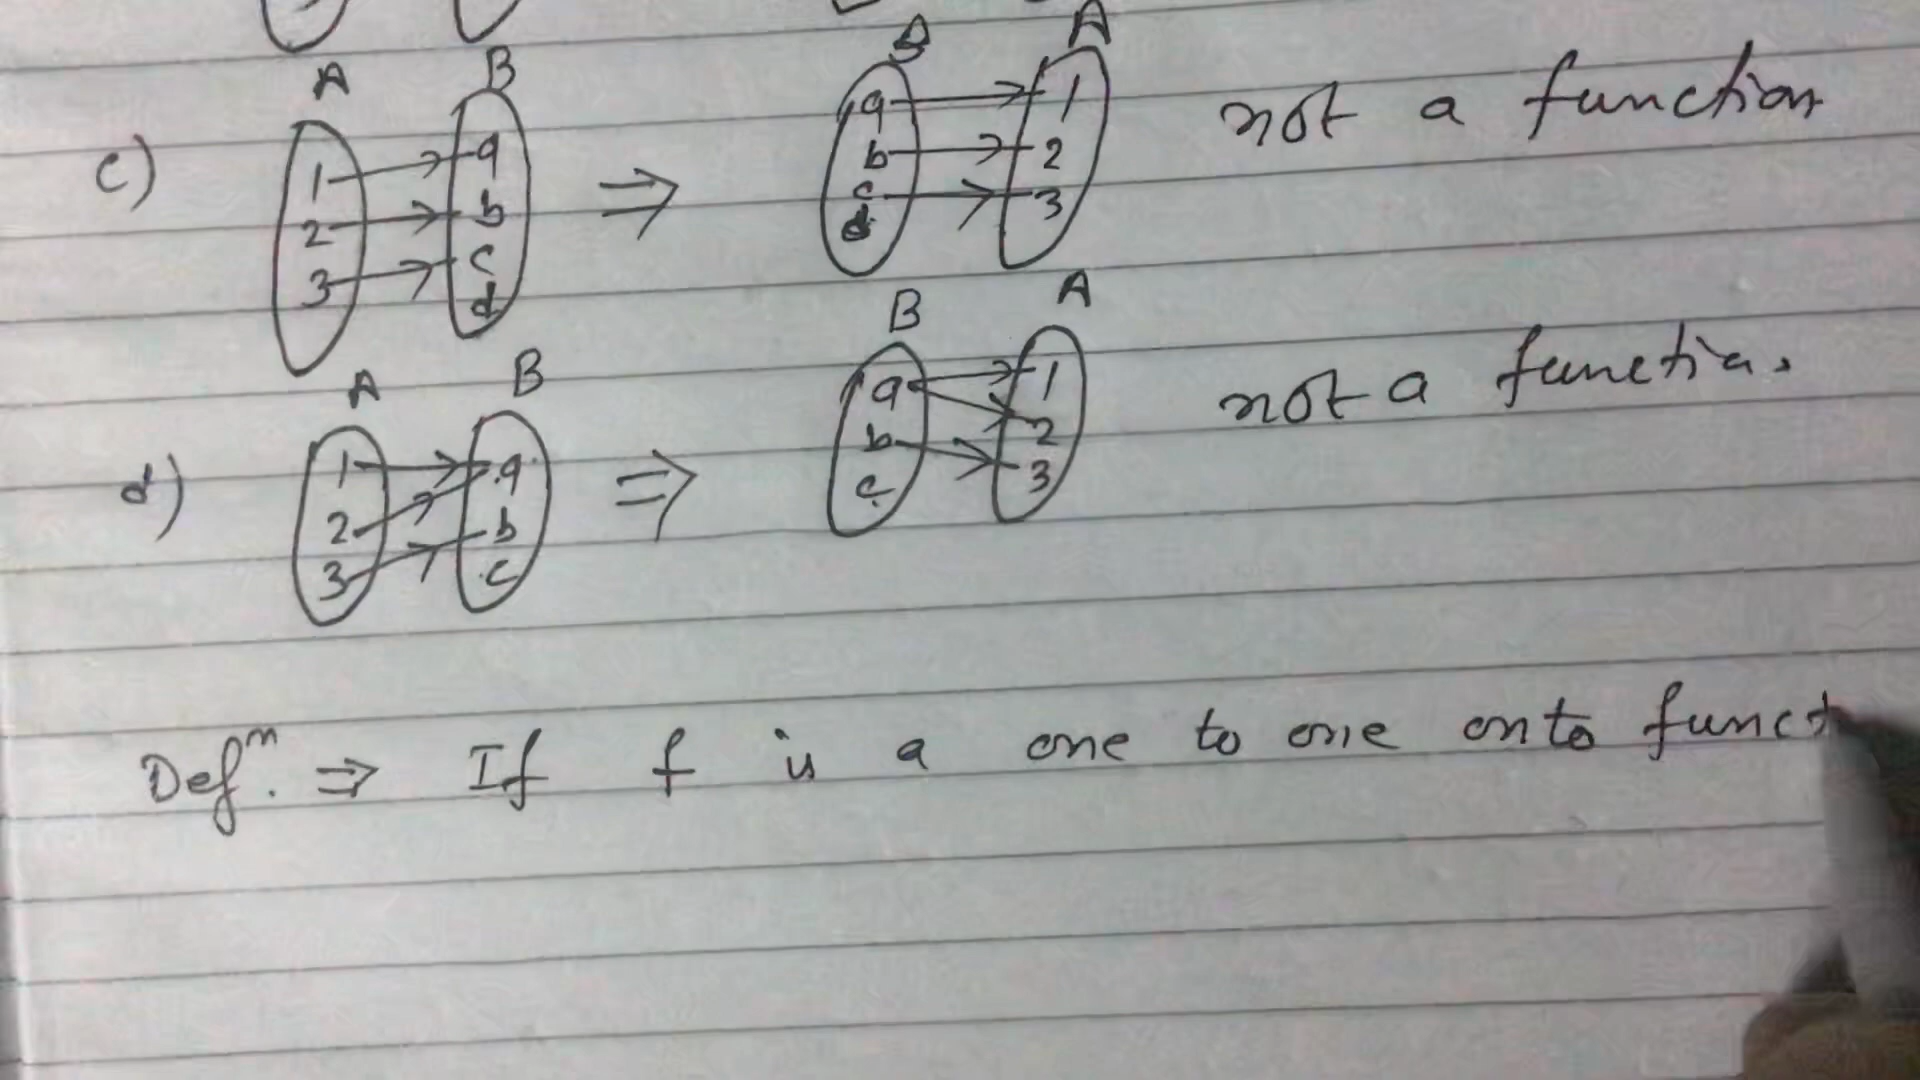 A B B A
c) 1 a a 1 not a function
2 b ⇒ b 2
3 c c 3
d d
A B B A
d) 1 a a 1 not a function.
2 b ⇒ b 2
3 c c 3
Defⁿ. ⇒ If f is a one to one onto funct